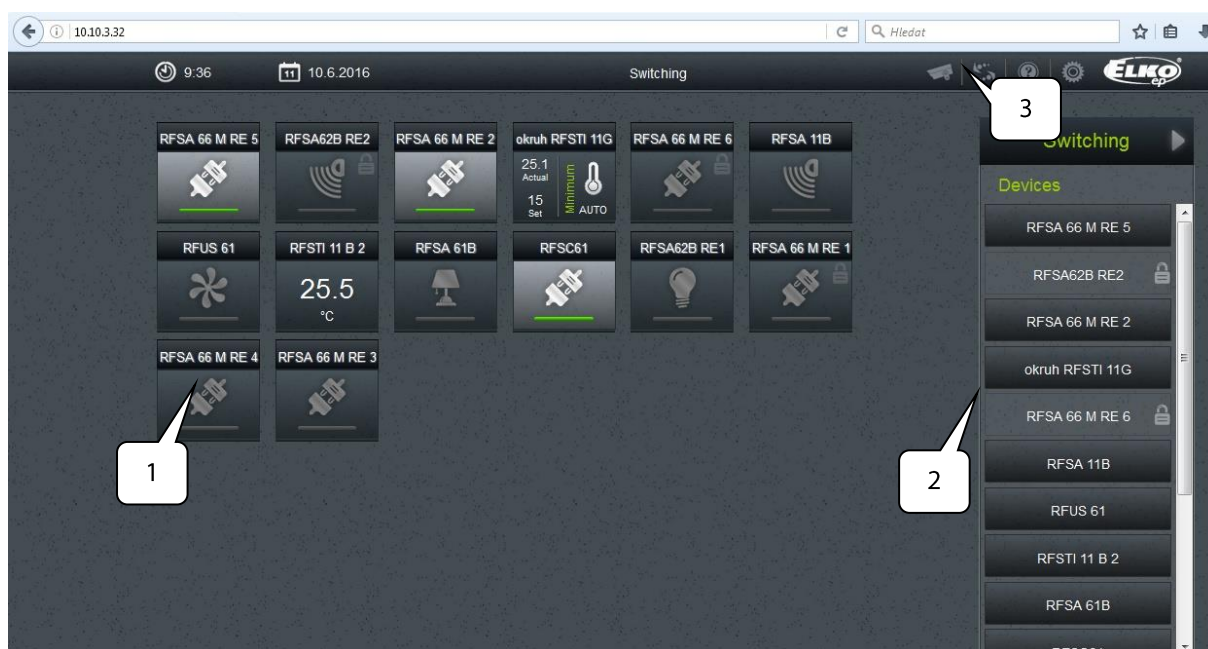 10.10.3.32
Hledat
9:36
11 10.6.2016
Switching
ELKO
ep
3
RFSA 66 M RE 5
RFSA62B RE2
RFSA 66 M RE 2
okruh RFSTI 11G
RFSA 66 M RE 6
RFSA 11B
25.1
Actual
15
Set
Minimum
AUTO
RFUS 61
RFSTI 11 B 2
RFSA 61B
RFSC61
RFSA62B RE1
RFSA 66 M RE 1
25.5
°C
RFSA 66 M RE 4
RFSA 66 M RE 3
1
2
witching
Devices
RFSA 66 M RE 5
RFSA62B RE2
RFSA 66 M RE 2
okruh RFSTI 11G
RFSA 66 M RE 6
RFSA 11B
RFUS 61
RFSTI 11 B 2
RFSA 61B